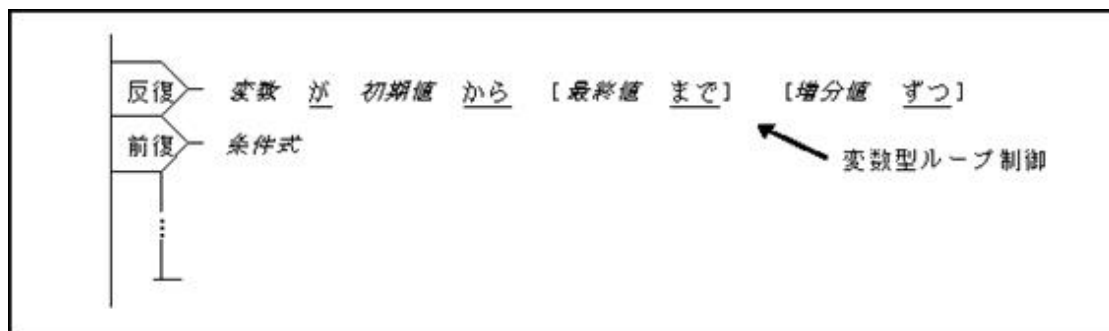 反復 変数 が 初期値 から [最終値 まで] [増分値 ずつ]
前復 条件式
変数型ループ制御